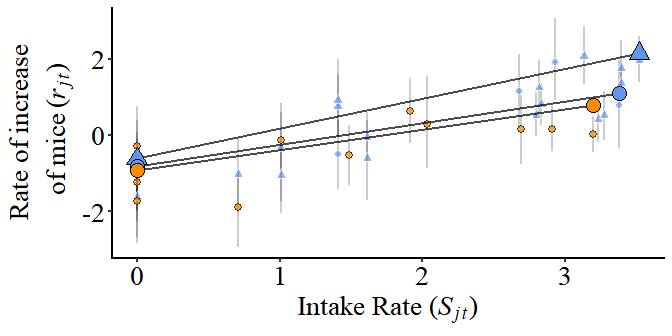 Rate of increase
of mice (r_jt)
2
0
-2
0
1
2
3
Intake Rate (S_jt)